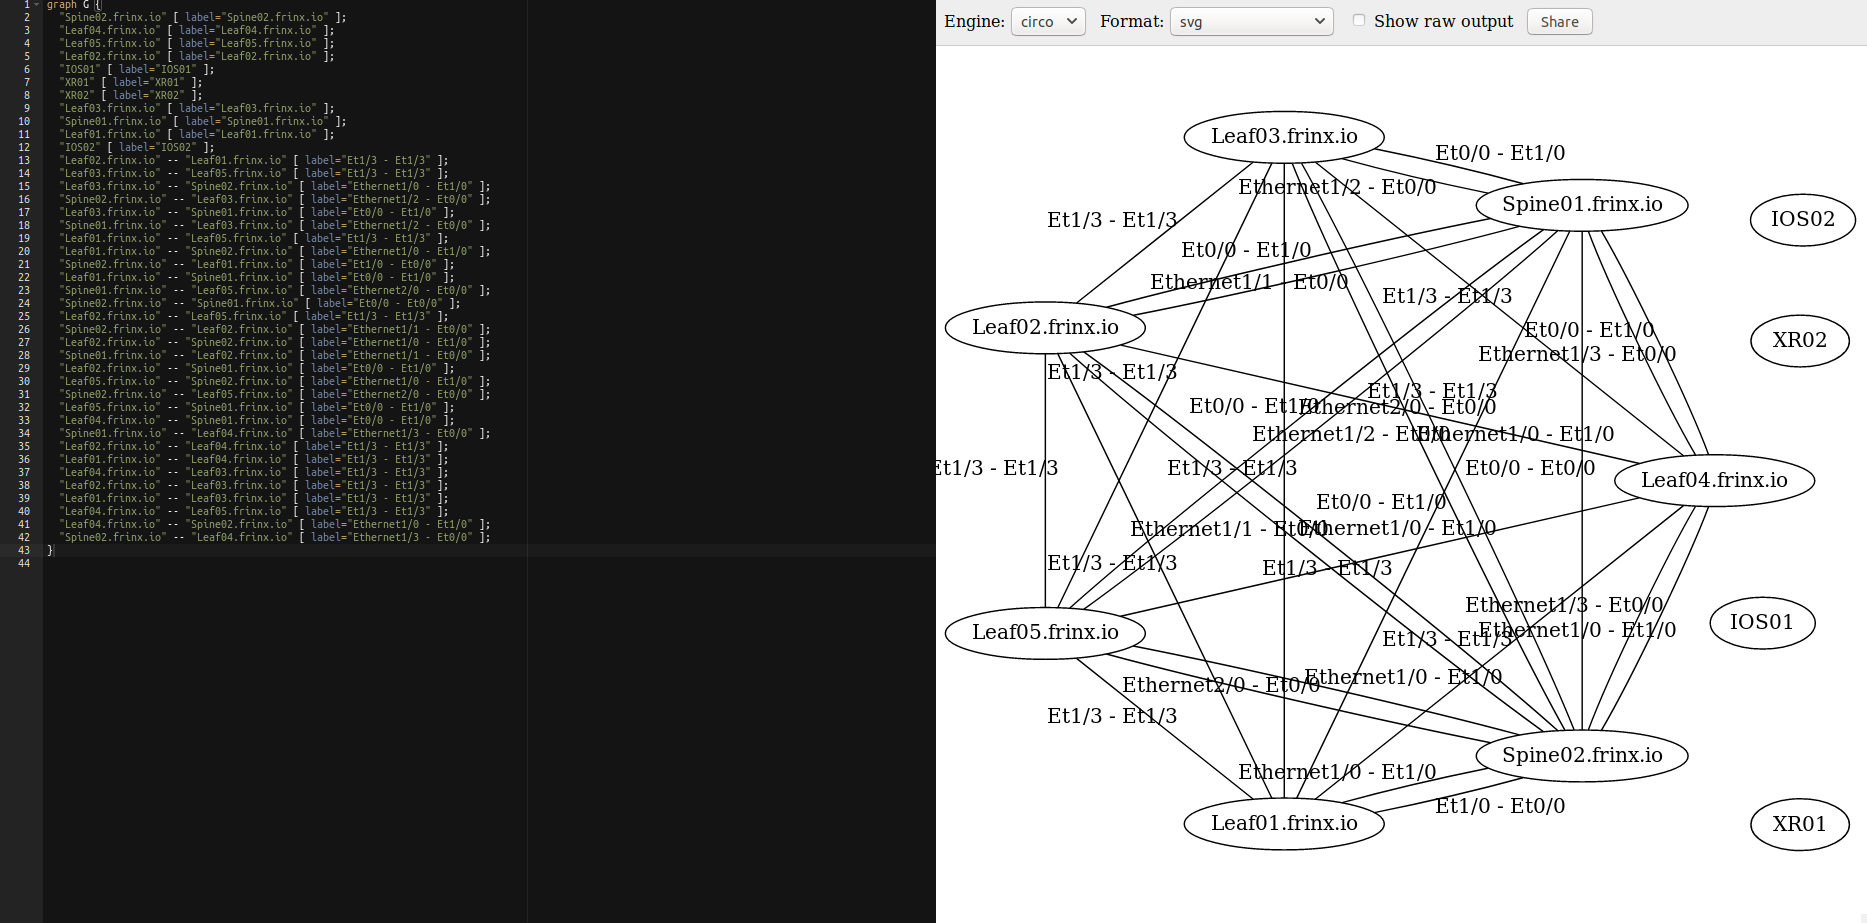 1 graph G {
2 "Spine02.frinx.io" [ label="Spine02.frinx.io" ];
3 "Leaf04.frinx.io" [ label="Leaf04.frinx.io" ];
4 "Leaf05.frinx.io" [ label="Leaf05.frinx.io" ];
5 "Leaf02.frinx.io" [ label="Leaf02.frinx.io" ];
6 "IOS01" [ label="IOS01" ];
7 "XR01" [ label="XR01" ];
8 "XR02" [ label="XR02" ];
9 "Leaf03.frinx.io" [ label="Leaf03.frinx.io" ];
10 "Spine01.frinx.io" [ label="Spine01.frinx.io" ];
11 "Leaf01.frinx.io" [ label="Leaf01.frinx.io" ];
12 "IOS02" [ label="IOS02" ];
13 "Leaf02.frinx.io" -- "Leaf01.frinx.io" [ label="Et1/3 - Et1/3" ];
14 "Leaf03.frinx.io" -- "Leaf05.frinx.io" [ label="Et1/3 - Et1/3" ];
15 "Leaf03.frinx.io" -- "Spine02.frinx.io" [ label="Ethernet1/0 - Et1/0" ];
16 "Spine02.frinx.io" -- "Leaf03.frinx.io" [ label="Ethernet1/2 - Et0/0" ];
17 "Leaf03.frinx.io" -- "Spine01.frinx.io" [ label="Et0/0 - Et1/0" ];
18 "Spine01.frinx.io" -- "Leaf03.frinx.io" [ label="Ethernet1/2 - Et0/0" ];
19 "Leaf01.frinx.io" -- "Leaf05.frinx.io" [ label="Et1/3 - Et1/3" ];
20 "Leaf01.frinx.io" -- "Spine02.frinx.io" [ label="Ethernet1/0 - Et1/0" ];
21 "Spine02.frinx.io" -- "Leaf01.frinx.io" [ label="Et1/0 - Et0/0" ];
22 "Leaf01.frinx.io" -- "Spine01.frinx.io" [ label="Et0/0 - Et1/0" ];
23 "Spine01.frinx.io" -- "Leaf05.frinx.io" [ label="Ethernet2/0 - Et0/0" ];
24 "Spine02.frinx.io" -- "Spine01.frinx.io" [ label="Et0/0 - Et0/0" ];
25 "Leaf02.frinx.io" -- "Leaf05.frinx.io" [ label="Et1/3 - Et1/3" ];
26 "Spine02.frinx.io" -- "Leaf02.frinx.io" [ label="Ethernet1/1 - Et0/0" ];
27 "Leaf02.frinx.io" -- "Spine02.frinx.io" [ label="Ethernet1/0 - Et1/0" ];
28 "Spine01.frinx.io" -- "Leaf02.frinx.io" [ label="Ethernet1/1 - Et0/0" ];
29 "Leaf02.frinx.io" -- "Spine01.frinx.io" [ label="Et0/0 - Et1/0" ];
30 "Leaf05.frinx.io" -- "Spine02.frinx.io" [ label="Ethernet1/0 - Et1/0" ];
31 "Spine02.frinx.io" -- "Leaf05.frinx.io" [ label="Ethernet2/0 - Et0/0" ];
32 "Leaf05.frinx.io" -- "Spine01.frinx.io" [ label="Et0/0 - Et1/0" ];
33 "Leaf04.frinx.io" -- "Spine01.frinx.io" [ label="Et0/0 - Et1/0" ];
34 "Spine01.frinx.io" -- "Leaf04.frinx.io" [ label="Ethernet1/3 - Et0/0" ];
35 "Leaf02.frinx.io" -- "Leaf04.frinx.io" [ label="Et1/3 - Et1/3" ];
36 "Leaf01.frinx.io" -- "Leaf04.frinx.io" [ label="Et1/3 - Et1/3" ];
37 "Leaf04.frinx.io" -- "Leaf03.frinx.io" [ label="Et1/3 - Et1/3" ];
38 "Leaf02.frinx.io" -- "Leaf03.frinx.io" [ label="Et1/3 - Et1/3" ];
39 "Leaf01.frinx.io" -- "Leaf03.frinx.io" [ label="Et1/3 - Et1/3" ];
40 "Leaf04.frinx.io" -- "Leaf05.frinx.io" [ label="Et1/3 - Et1/3" ];
41 "Leaf04.frinx.io" -- "Spine02.frinx.io" [ label="Ethernet1/0 - Et1/0" ];
42 "Spine02.frinx.io" -- "Leaf04.frinx.io" [ label="Ethernet1/3 - Et0/0" ];
43 }
44
Engine: circo Format: svg Show raw output Share
Leaf03.frinx.io
Et0/0 - Et1/0
Ethernet1/2 - Et0/0
Spine01.frinx.io
IOS02
Et1/3 - Et1/3
Et0/0 - Et1/0
Ethernet1/1 - Et0/0
Et1/3 - Et1/3
Leaf02.frinx.io
Et0/0 - Et1/0
XR02
Ethernet1/3 - Et0/0
Et1/3 - Et1/3
Et1/3 - Et1/3
Et0/0 - Et1/0
Ethernet2/0 - Et0/0
Ethernet1/2 - Et0/0
Ethernet1/0 - Et1/0
Et1/3 - Et1/3
Et1/3 - Et1/3
Et0/0 - Et0/0
Leaf04.frinx.io
Et0/0 - Et1/0
Ethernet1/1 - Et0/0
Ethernet1/0 - Et1/0
Et1/3 - Et1/3
Et1/3 - Et1/3
Ethernet1/3 - Et0/0
IOS01
Leaf05.frinx.io
Ethernet1/0 - Et1/0
Et1/3 - Et1/3
Ethernet1/0 - Et1/0
Ethernet2/0 - Et0/0
Et1/3 - Et1/3
Spine02.frinx.io
Ethernet1/0 - Et1/0
Et1/0 - Et0/0
Leaf01.frinx.io
XR01